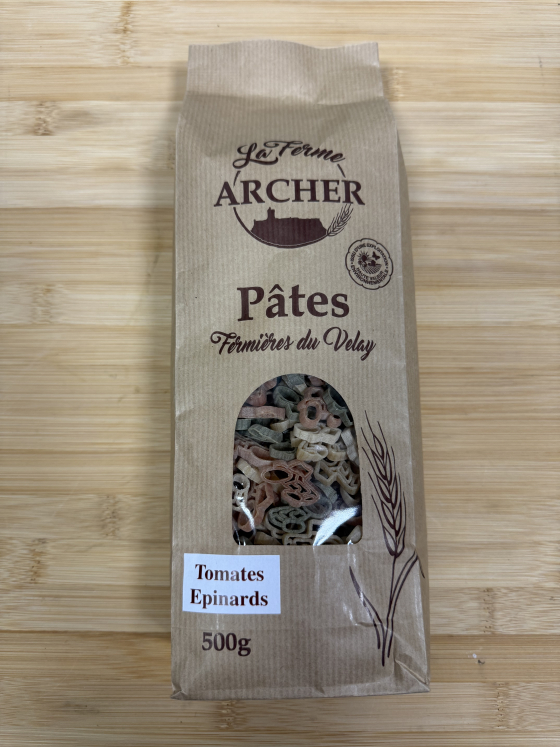 La Ferme
ARCHER
Pâtes
Fermières du Velay
Tomates
Epinards
500g